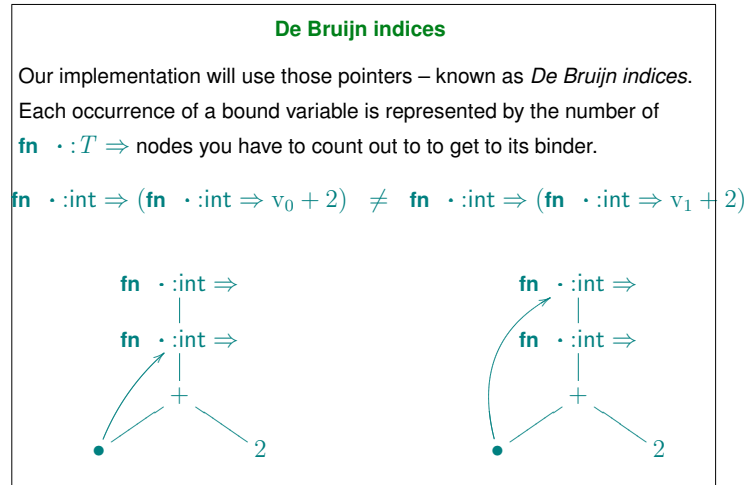 De Bruijn indices
Our implementation will use those pointers – known as De Bruijn indices.
Each occurrence of a bound variable is represented by the number of
fn · : T ⇒ nodes you have to count out to to get to its binder.
fn · :int ⇒ (fn · :int ⇒ v₀ + 2) ≠ fn · :int ⇒ (fn · :int ⇒ v₁ + 2)
fn · :int ⇒ fn · :int ⇒
fn · :int ⇒ fn · :int ⇒
+ +
• 2 • 2